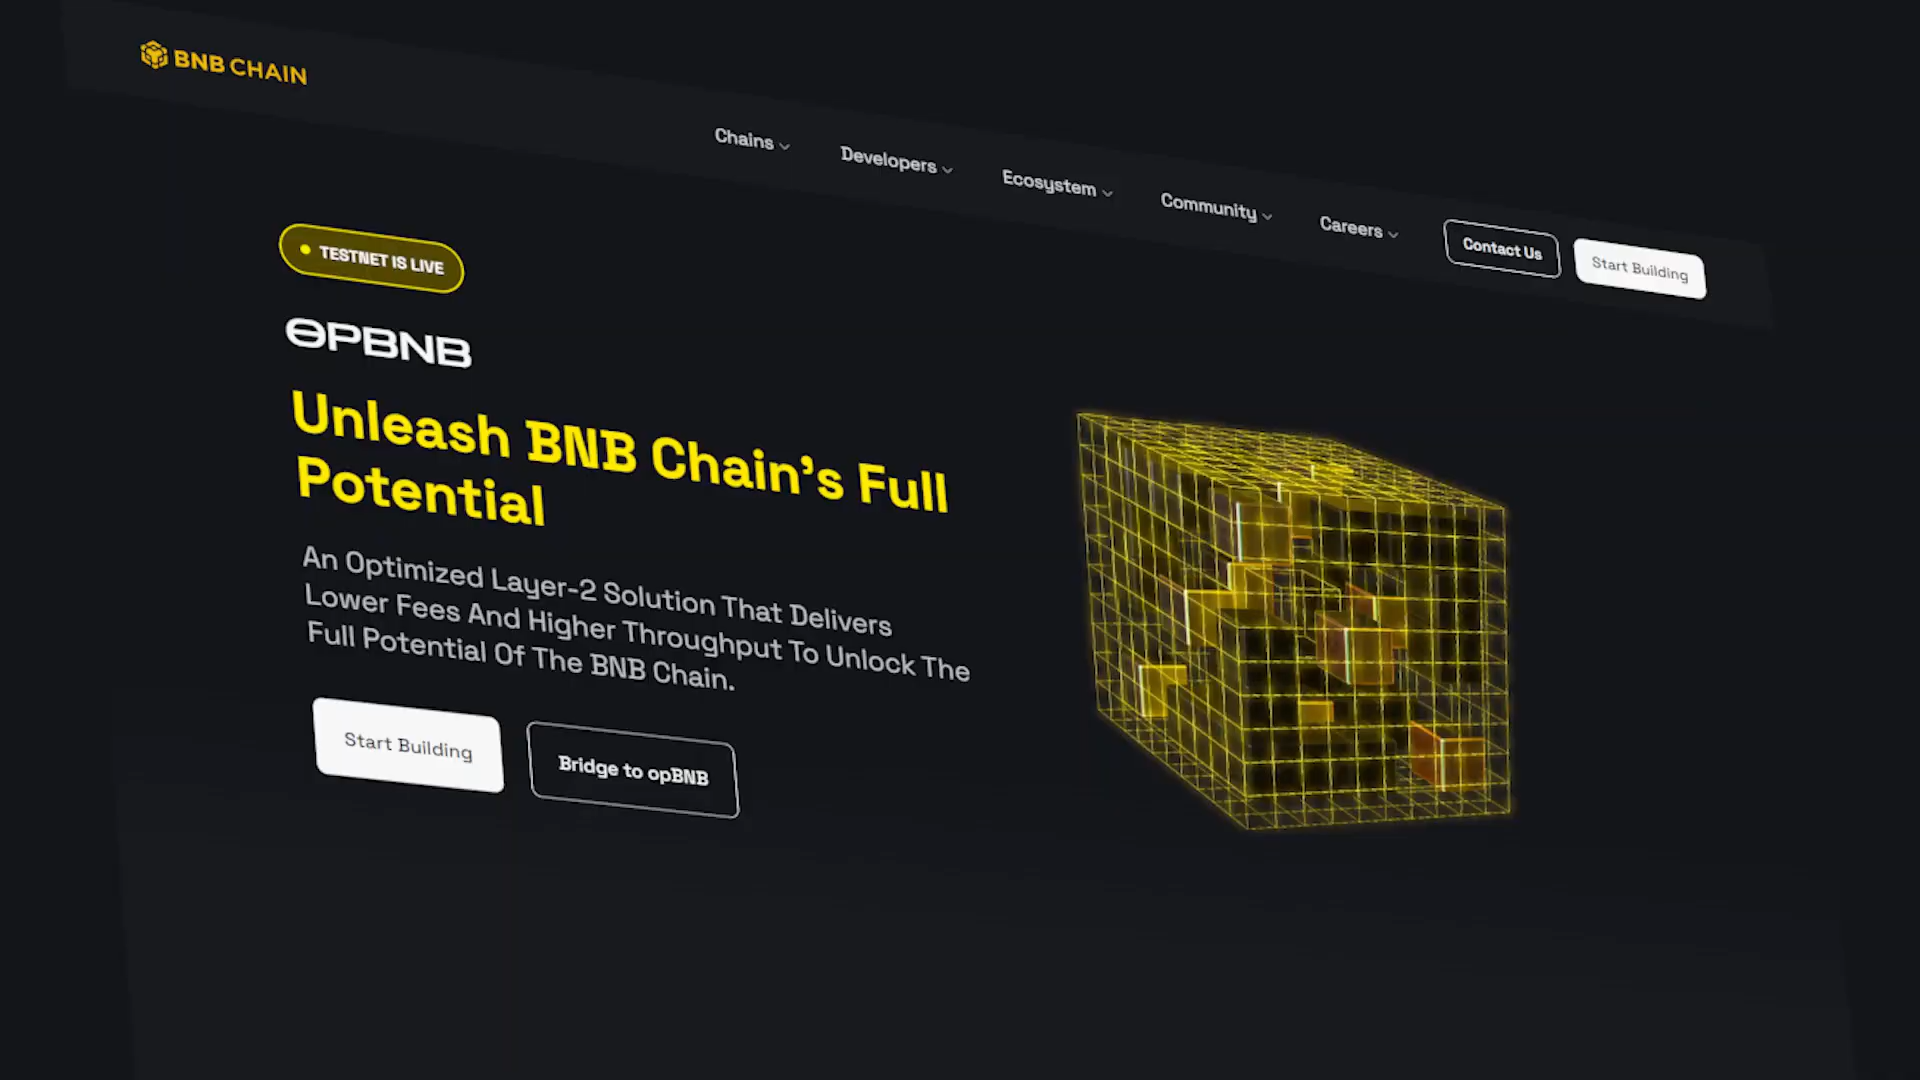 BNB CHAIN
Chains
Developers
Ecosystem
Community
Careers
Contact Us
Start Building
TESTNET IS LIVE
OPBNB
Unleash BNB Chain's Full
Potential
An Optimized Layer-2 Solution That Delivers
Lower Fees And Higher Throughput To Unlock The
Full Potential Of The BNB Chain.
Start Building
Bridge to opBNB